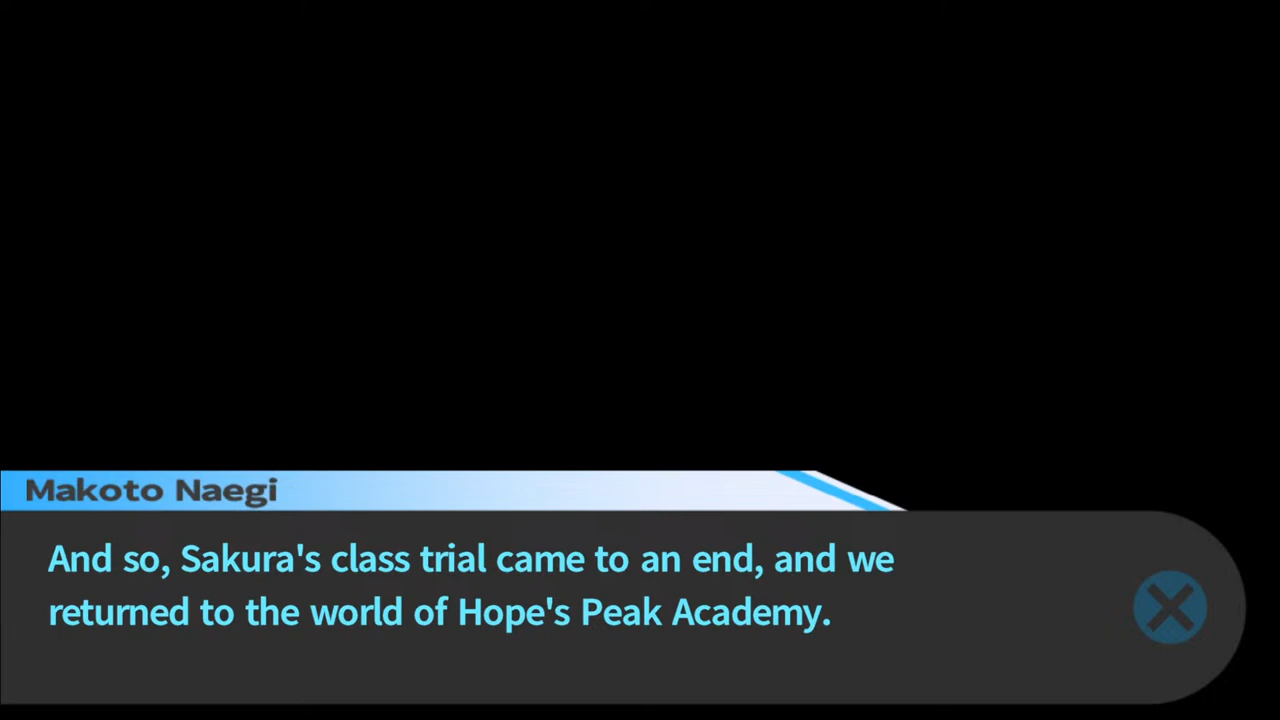 Makoto Naegi
And so, Sakura's class trial came to an end, and we
returned to the world of Hope's Peak Academy.